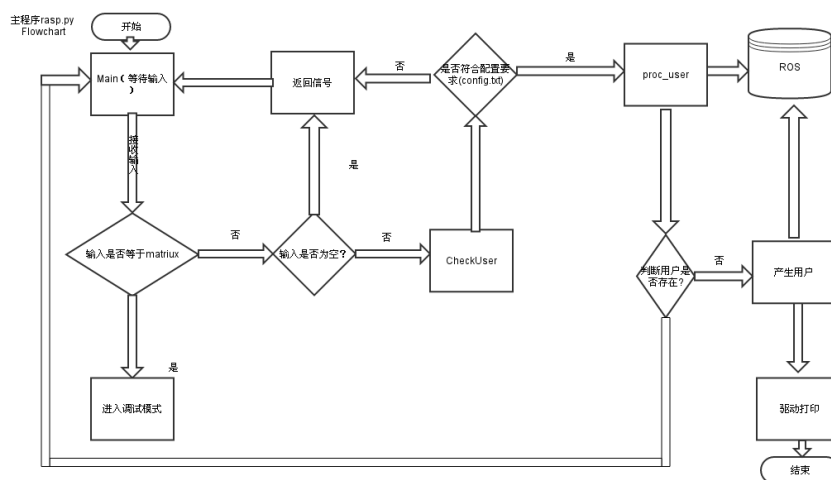 主程序rasp.py
Flowchart
开始
Main（等待输入
）
返回信号
否
是否符合配置要
求(config.txt)
是
proc_user
ROS
接收输入
是
输入是否等于matriux
否
输入是否为空？
否
CheckUser
判断用户是
否存在？
否
产生用户
是
进入调试模式
驱动打印
结束